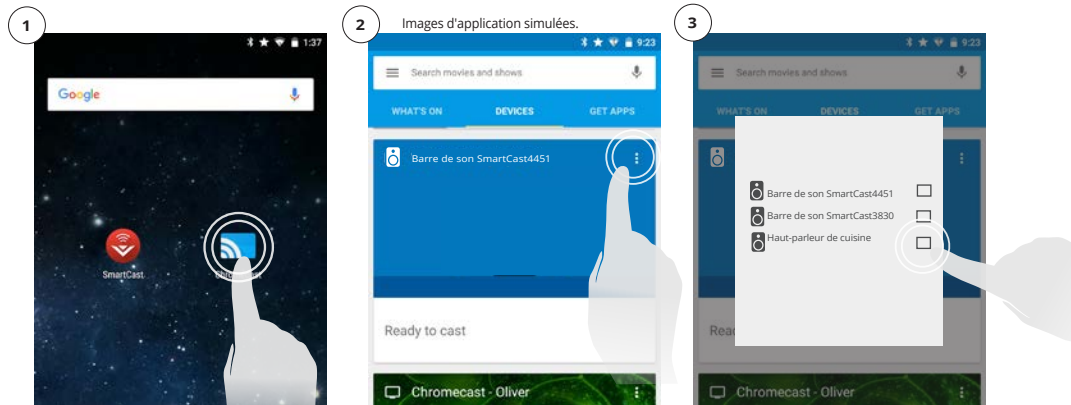 1
1:37
Google
SmartCast
2
Images d'application simulées.
9:23
Search movies and shows
WHAT'S ON
DEVICES
GET APPS
Barre de son SmartCast4451
Ready to cast
Chromecast - Oliver
3
9:23
Search movies and shows
WHAT'S ON
DEVICES
GET APPS
Barre de son SmartCast4451
Barre de son SmartCast3830
Haut-parleur de cuisine
Chromecast - Oliver